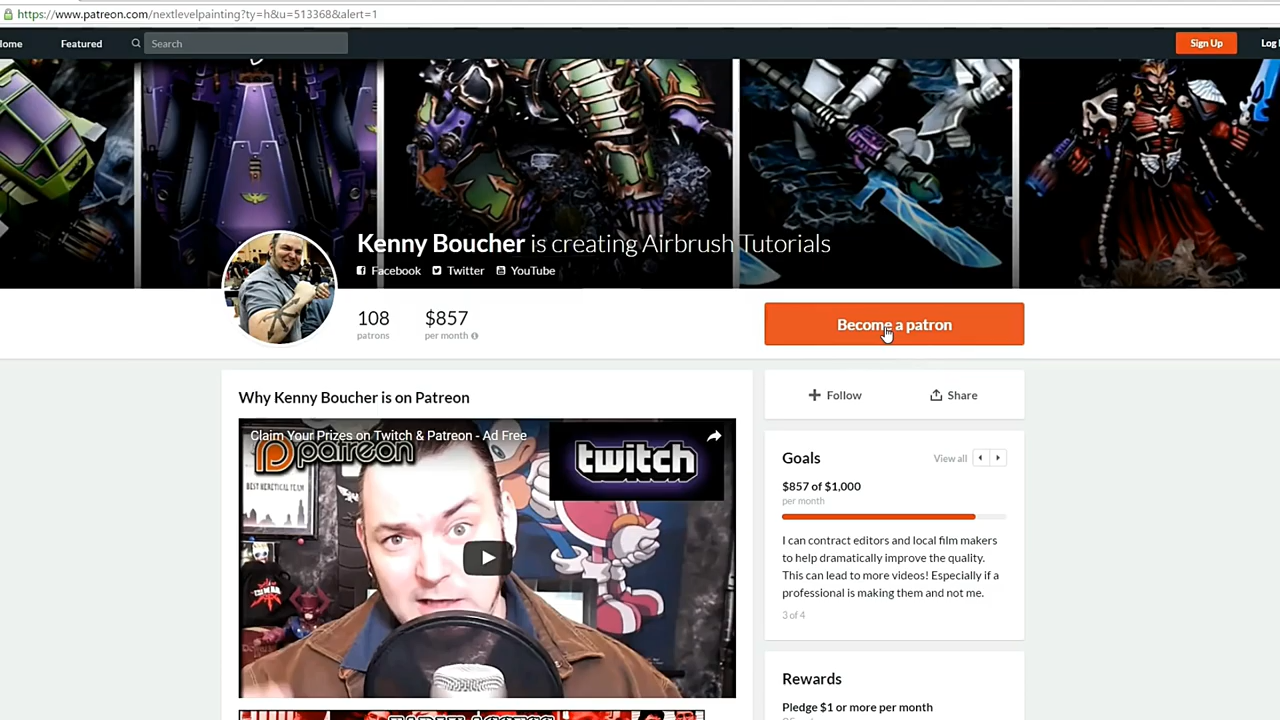 https://www.patreon.com/nextlevelpainting?ty=h&u=513368&alert=1
Home Featured Search Sign Up Log
Kenny Boucher is creating Airbrush Tutorials
Facebook Twitter YouTube
108
patrons
$857
per month
Become a patron
Why Kenny Boucher is on Patreon
Follow Share
Claim Your Prizes on Twitch & Patreon - Ad Free
patreon
twitch
BEST HERETICAL TEAM
Goals
View all
$857 of $1,000
per month
I can contract editors and local film makers
to help dramatically improve the quality.
This can lead to more videos! Especially if a
professional is making them and not me.
3 of 4
Rewards
Pledge $1 or more per month
EARLY ACCESS